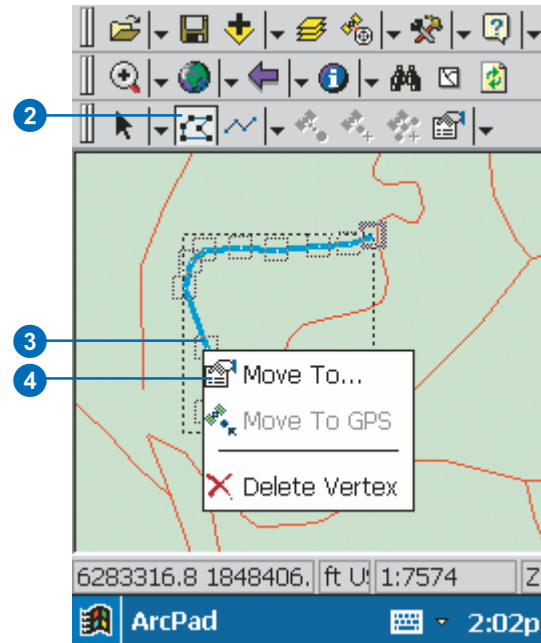 2
3
4
Move To...
Move To GPS
Delete Vertex
6283316.8 1848406. ft U 1:7574 Z
ArcPad 2:02p